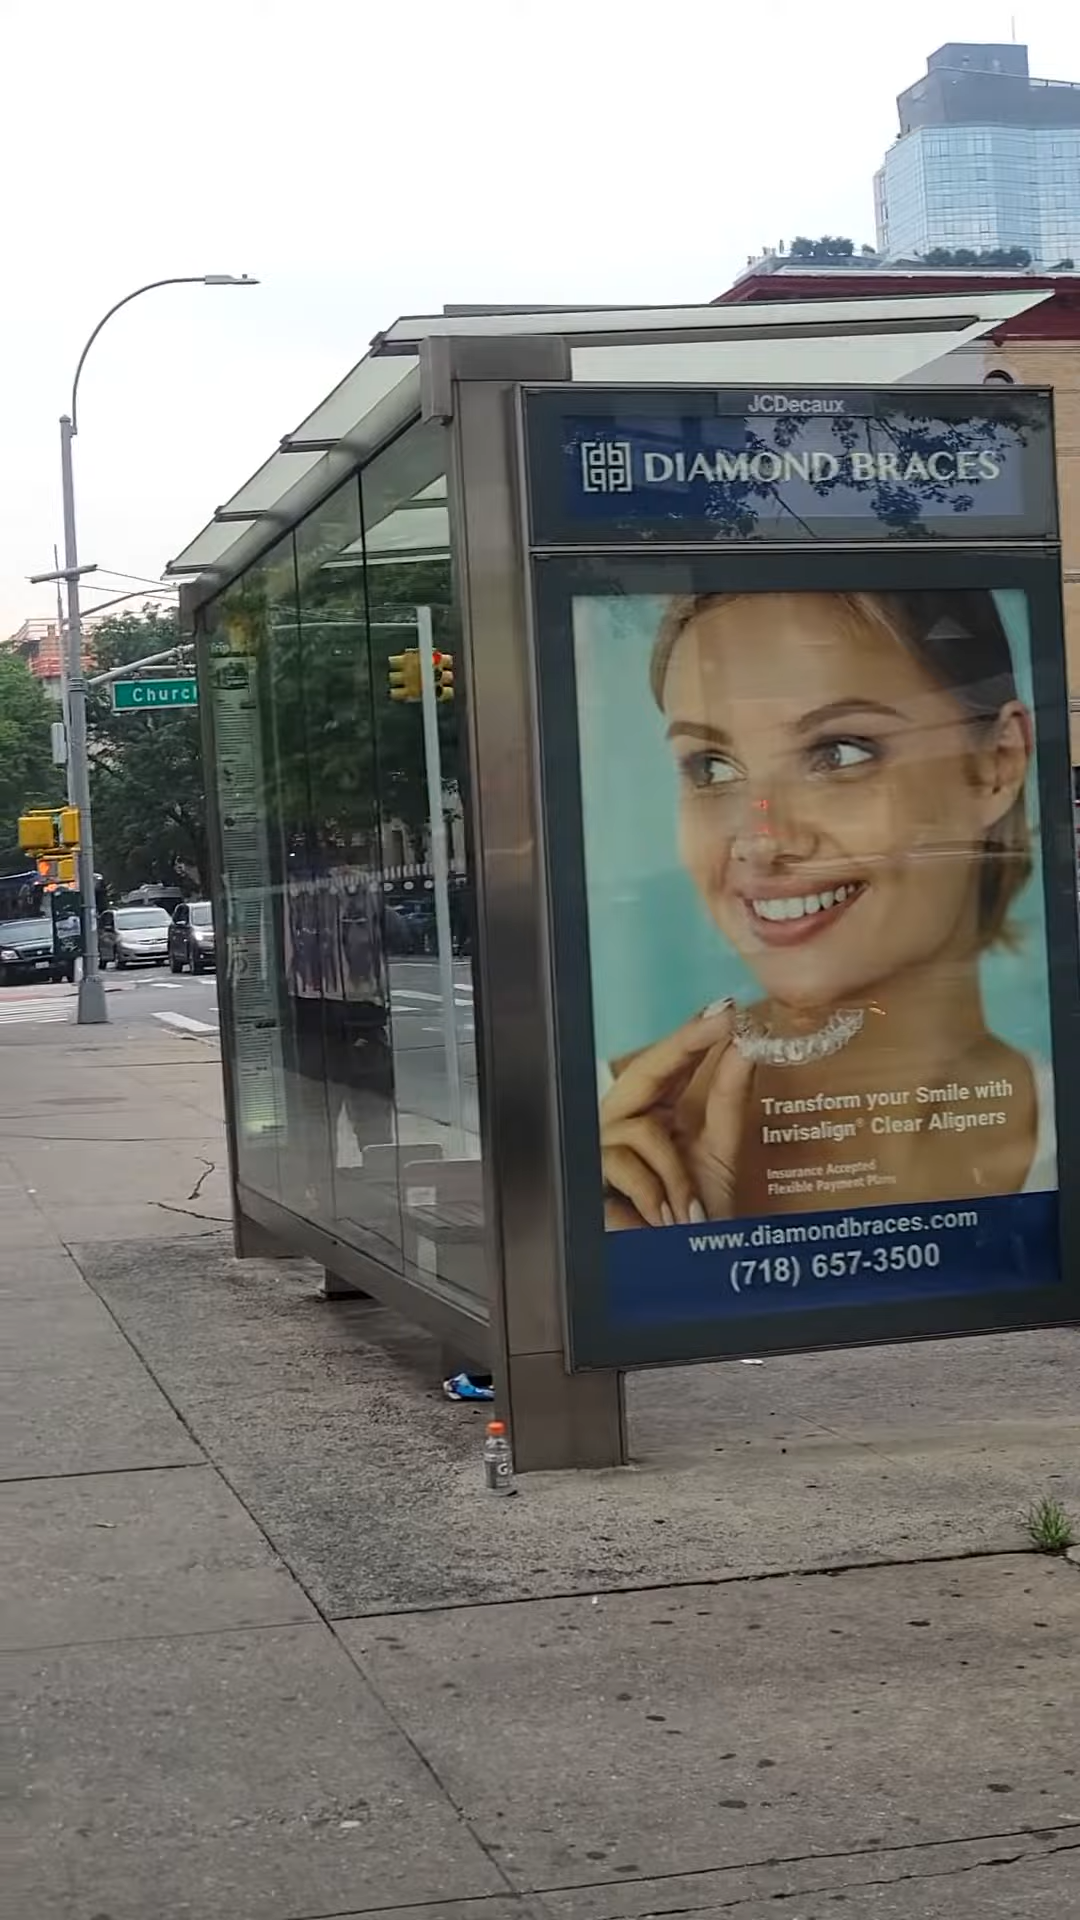 JCDecaux
DIAMOND BRACES
Church
Transform your Smile with
Invisalign® Clear Aligners
Insurance Accepted
Flexible Payment Plans
www.diamondbraces.com
(718) 657-3500
G